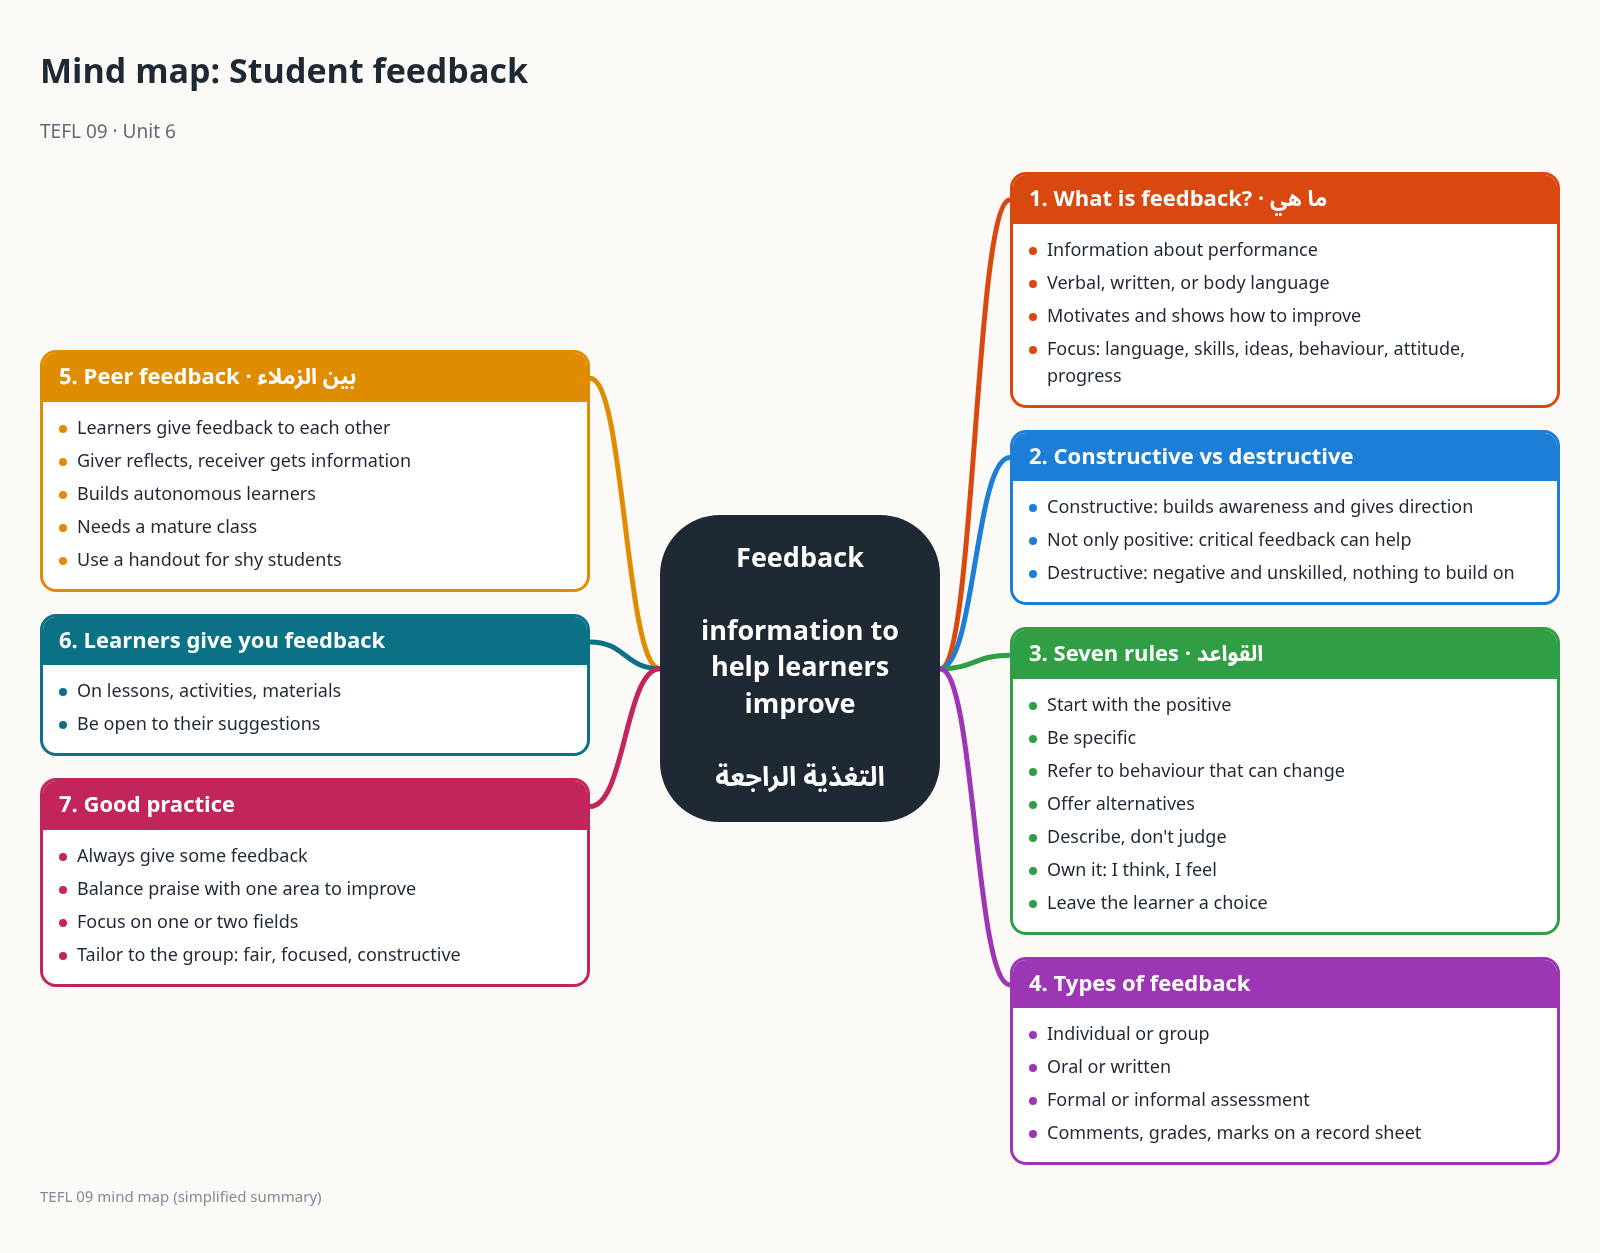 Mind map: Student feedback
TEFL 09 · Unit 6
1. What is feedback? · ما هي
Information about performance
Verbal, written, or body language
Motivates and shows how to improve
Focus: language, skills, ideas, behaviour, attitude,
progress
2. Constructive vs destructive
Constructive: builds awareness and gives direction
Not only positive: critical feedback can help
Destructive: negative and unskilled, nothing to build on
3. Seven rules · القواعد
Start with the positive
Be specific
Refer to behaviour that can change
Offer alternatives
Describe, don't judge
Own it: I think, I feel
Leave the learner a choice
4. Types of feedback
Individual or group
Oral or written
Formal or informal assessment
Comments, grades, marks on a record sheet
5. Peer feedback · بين الزملاء
Learners give feedback to each other
Giver reflects, receiver gets information
Builds autonomous learners
Needs a mature class
Use a handout for shy students
6. Learners give you feedback
On lessons, activities, materials
Be open to their suggestions
7. Good practice
Always give some feedback
Balance praise with one area to improve
Focus on one or two fields
Tailor to the group: fair, focused, constructive
Feedback
information to
help learners
improve
التغذية الراجعة
TEFL 09 mind map (simplified summary)